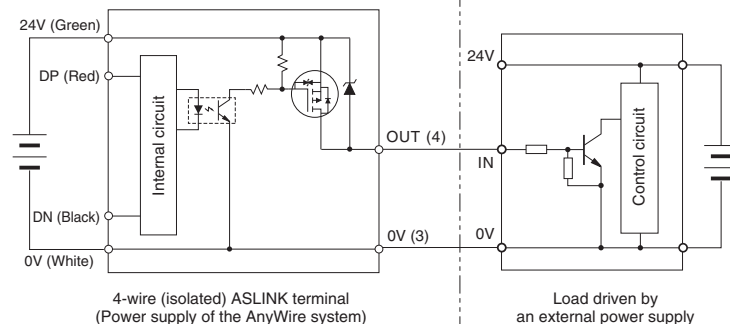 24V (Green)
DP (Red)
Internal circuit
DN (Black)
0V (White)
OUT (4)
0V (3)
4-wire (isolated) ASLINK terminal
(Power supply of the AnyWire system)
24V
IN
Control circuit
0V
Load driven by
an external power supply